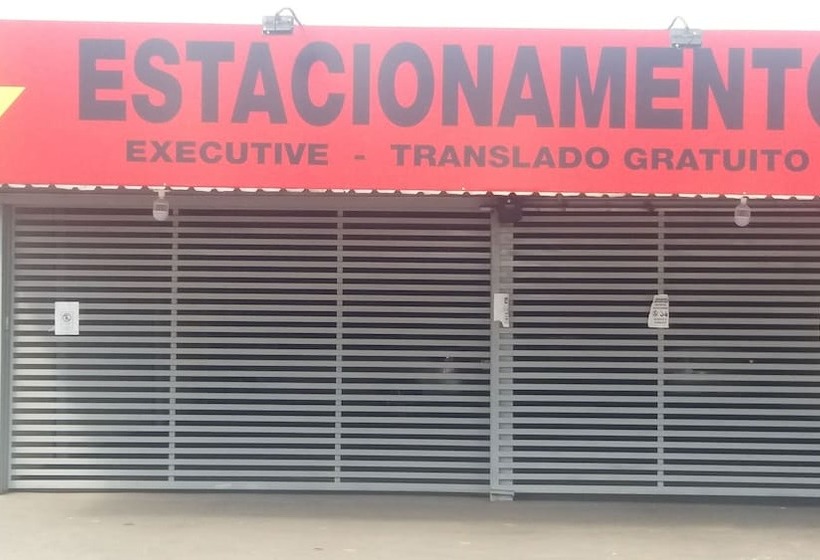 ESTACIONAMENTO
EXECUTIVE - TRANSLADO GRATUITO